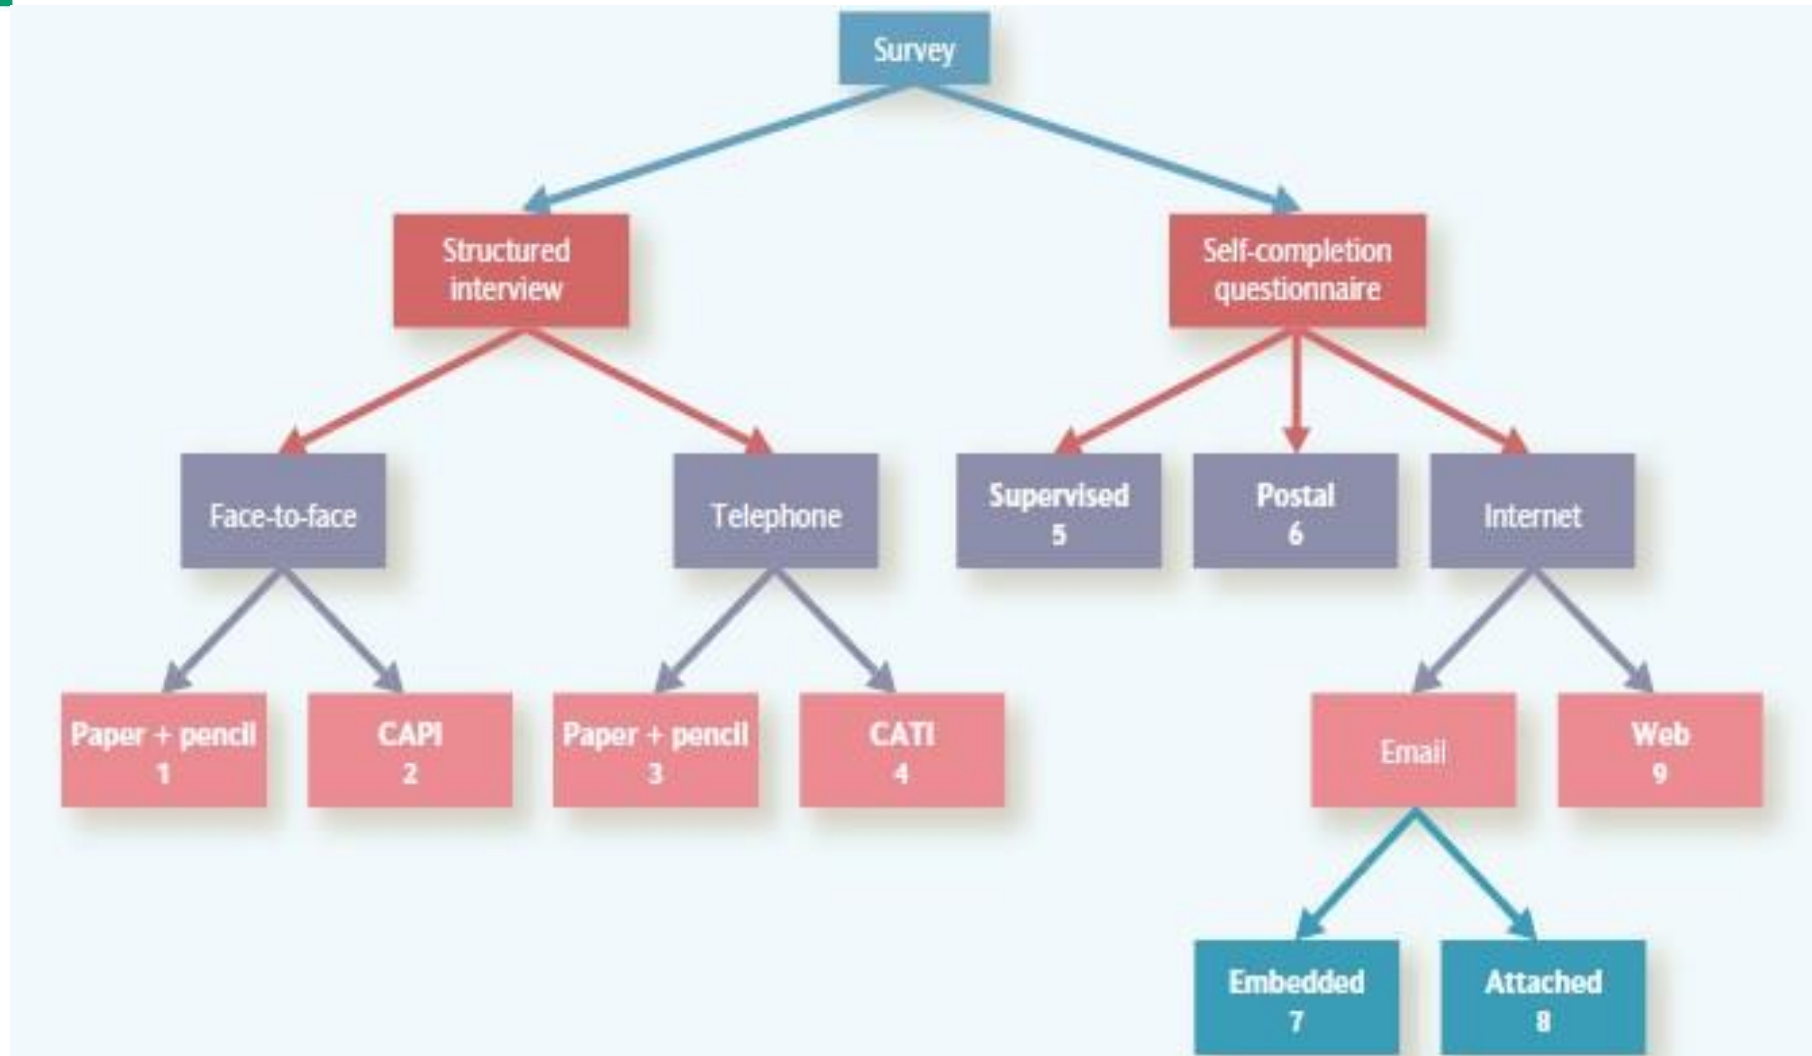 Survey
Structured
interview
Self-completion
questionnaire
Face-to-face
Telephone
Supervised
5
Postal
6
Internet
Paper + pencil
1
CAPI
2
Paper + pencil
3
CATI
4
Email
Web
9
Embedded
7
Attached
8